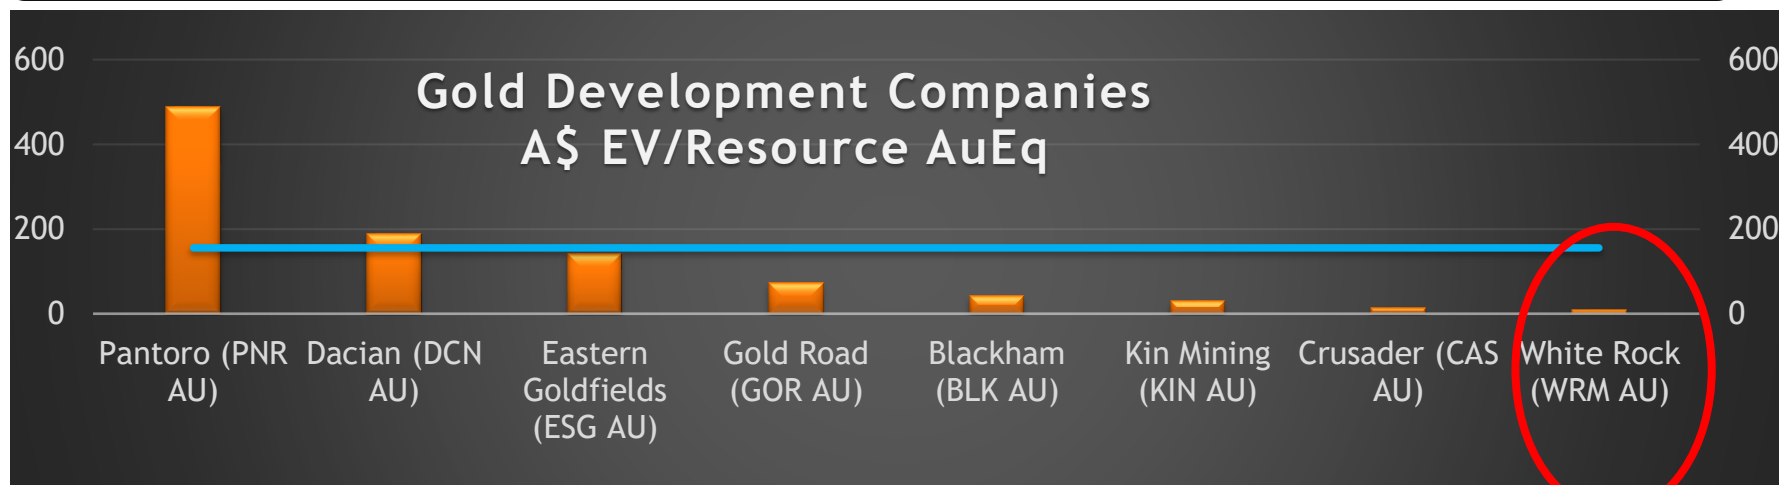 Gold Development Companies
A$ EV/Resource AuEq
600
400
200
0
600
400
200
0
Pantoro (PNR
AU)
Dacian (DCN
AU)
Eastern
Goldfields
(ESG AU)
Gold Road
(GOR AU)
Blackham
(BLK AU)
Kin Mining
(KIN AU)
Crusader (CAS
AU)
White Rock
(WRM AU)